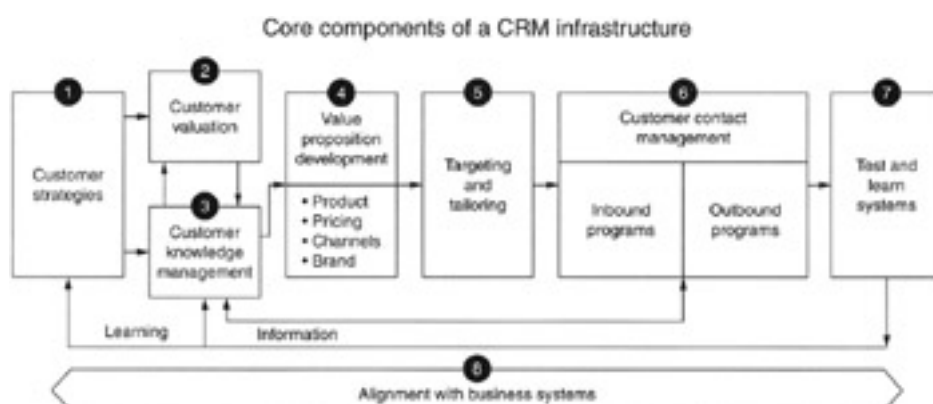 Core components of a CRM infrastructure
1
Customer
strategies
2
Customer
valuation
3
Customer
knowledge
management
4
Value
proposition
development
• Product
• Pricing
• Channels
• Brand
5
Targeting and
tailoring
6
Customer contact
management
Inbound
programs
Outbound
programs
7
Test and
learn
systems
Learning
Information
8
Alignment with business systems